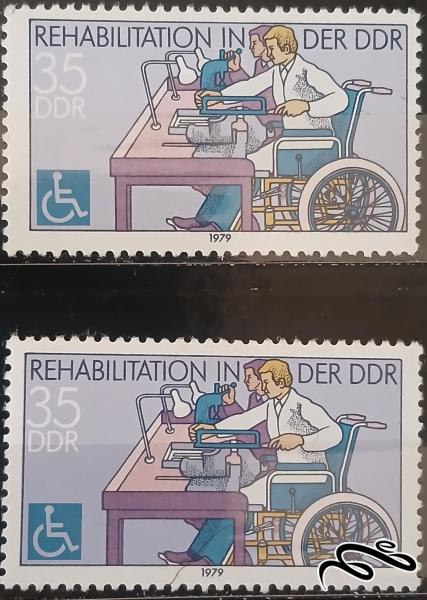 REHABILITATION IN DER DDR
35
DDR
1979
REHABILITATION IN DER DDR
35
DDR
1979